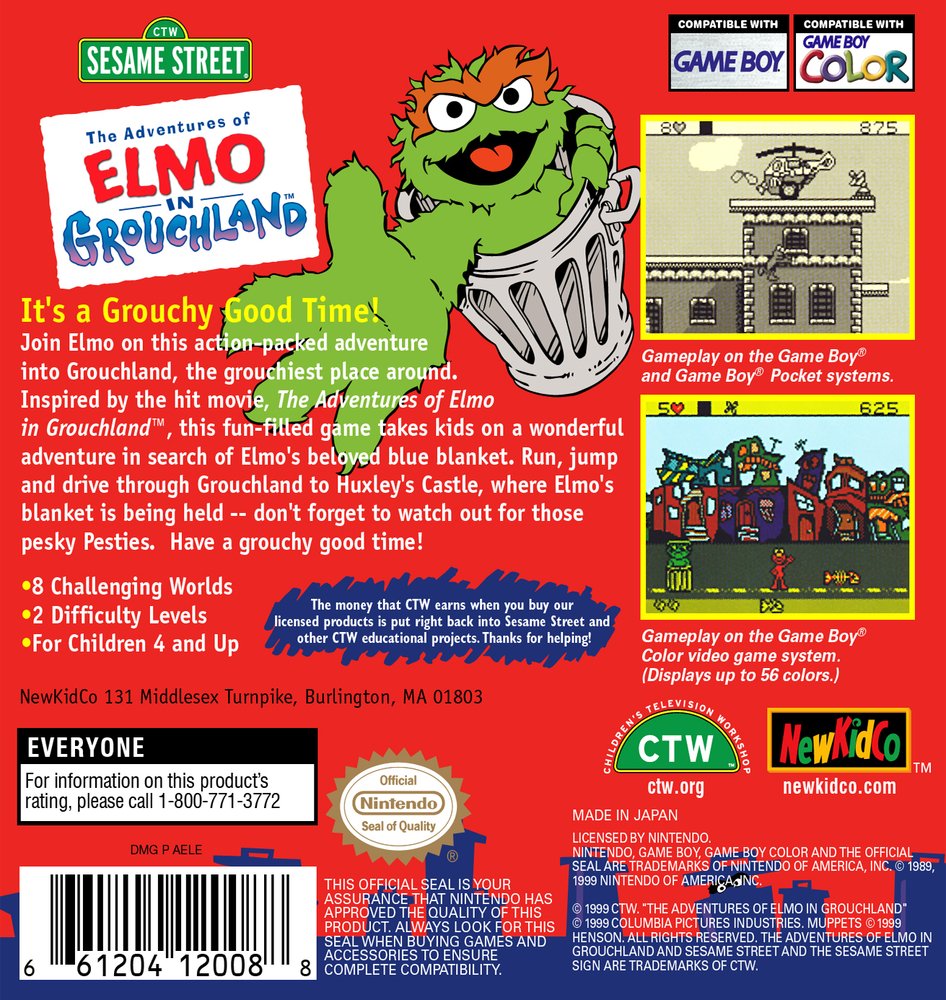 CTW
SESAME STREET
The Adventures of
ELMO
IN
GROUCHLAND™
COMPATIBLE WITH
GAME BOY
COMPATIBLE WITH
GAME BOY
COLOR
8 875
Gameplay on the Game Boy®
and Game Boy® Pocket systems.
5 625
Gameplay on the Game Boy®
Color video game system.
(Displays up to 56 colors.)
It's a Grouchy Good Time!
Join Elmo on this action-packed adventure
into Grouchland, the grouchiest place around.
Inspired by the hit movie, The Adventures of Elmo
in Grouchland™, this fun-filled game takes kids on a wonderful
adventure in search of Elmo's beloyed blue blanket. Run, jump
and drive through Grouchland to Huxley's Castle, where Elmo's
blanket is being held -- don't forget to watch out for those
pesky Pesties. Have a grouchy good time!
•8 Challenging Worlds
•2 Difficulty Levels
•For Children 4 and Up
The money that CTW earns when you buy our
licensed products is put right back into Sesame Street and
other CTW educational projects. Thanks for helping!
NewKidCo 131 Middlesex Turnpike, Burlington, MA 01803
EVERYONE
For information on this product's
rating, please call 1-800-771-3772
DMG P AELE
6 61204 12008 8
Official
Nintendo
Seal of Quality
®
THIS OFFICIAL SEAL IS YOUR
ASSURANCE THAT NINTENDO HAS
APPROVED THE QUALITY OF THIS
PRODUCT. ALWAYS LOOK FOR THIS
SEAL WHEN BUYING GAMES AND
ACCESSORIES TO ENSURE
COMPLETE COMPATIBILITY.
CHILDREN'S TELEVISION WORKSHOP
CTW™
ctw.org
NewKidCo™
newkidco.com
MADE IN JAPAN
LICENSED BY NINTENDO.
NINTENDO, GAME BOY, GAME BOY COLOR AND THE OFFICIAL
SEAL ARE TRADEMARKS OF NINTENDO OF AMERICA, INC. © 1989,
1999 NINTENDO OF AMERICA INC.
© 1999 CTW. "THE ADVENTURES OF ELMO IN GROUCHLAND"
© 1999 COLUMBIA PICTURES INDUSTRIES. MUPPETS © 1999
HENSON. ALL RIGHTS RESERVED. THE ADVENTURES OF ELMO IN
GROUCHLAND AND SESAME STREET AND THE SESAME STREET
SIGN ARE TRADEMARKS OF CTW.